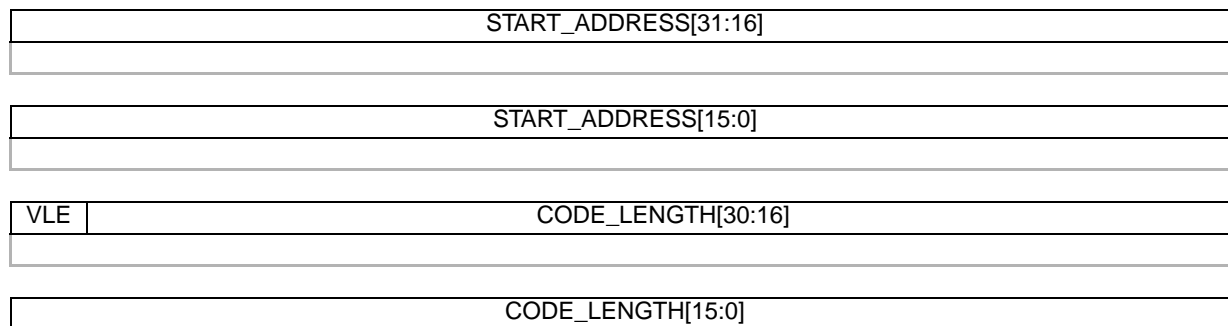 START_ADDRESS[31:16]
START_ADDRESS[15:0]
VLE CODE_LENGTH[30:16]
CODE_LENGTH[15:0]